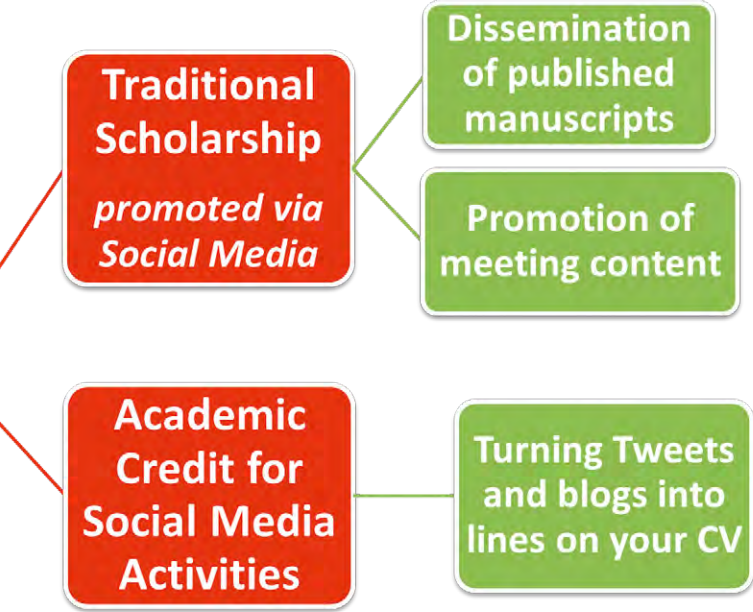 Traditional
Scholarship
promoted via
Social Media
Dissemination
of published
manuscripts
Promotion of
meeting content
Academic
Credit for
Social Media
Activities
Turning Tweets
and blogs into
lines on your CV